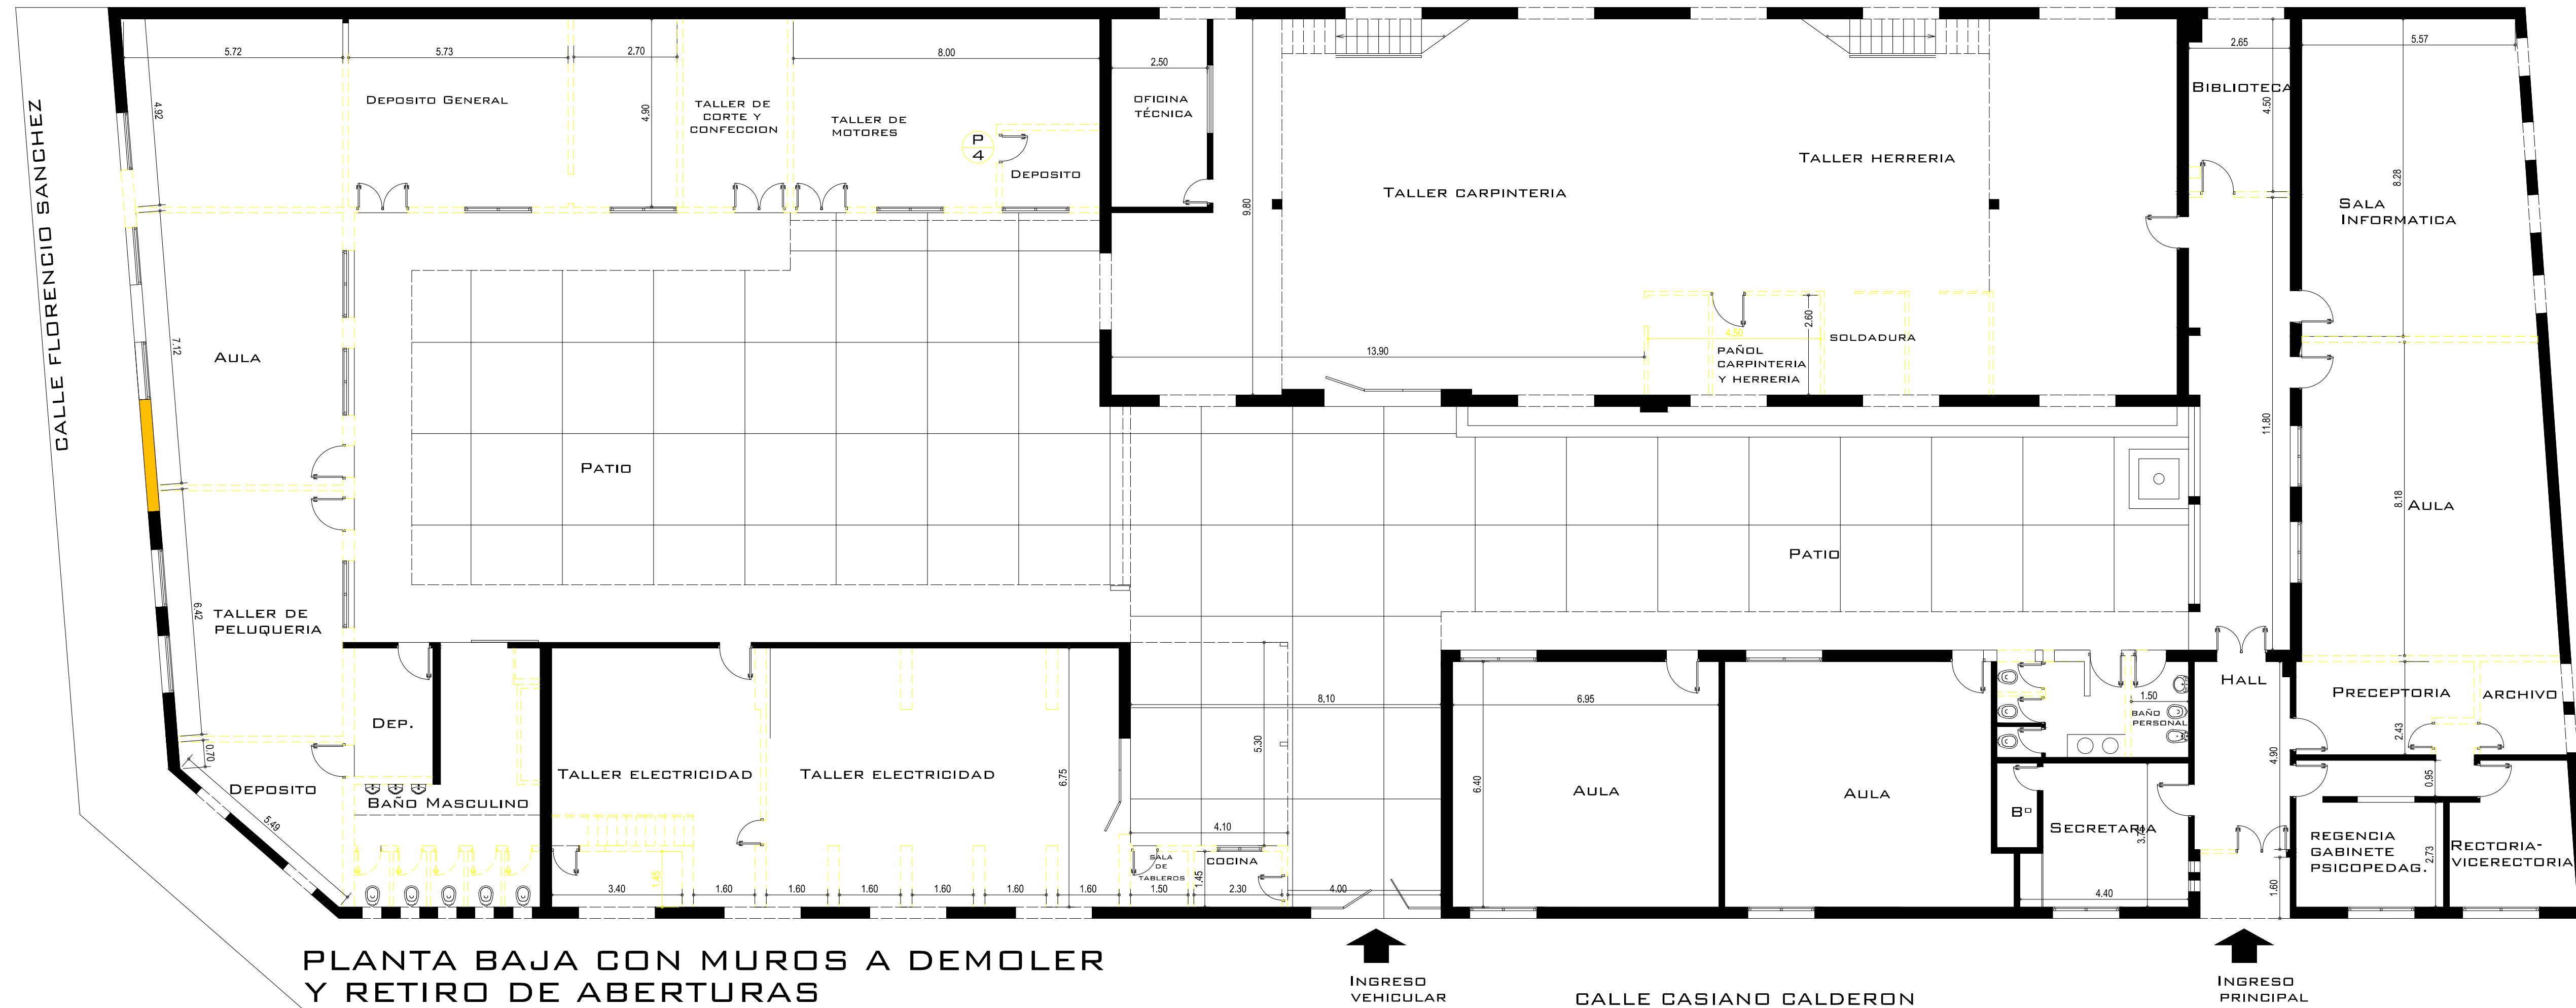 5.72
5.73
2.70
8.00
2.50
2.65
5.57
4.92
DEPOSITO GENERAL
4.90
TALLER DE
CORTE Y
CONFECCION
TALLER DE
MOTORES
P
4
DEPOSITO
OFICINA
TÉCNICA
BIBLIOTECA
4.50
CALLE FLORENCIO SANCHEZ
TALLER CARPINTERIA
TALLER HERRERIA
9.80
8.28
SALA
INFORMATICA
7.12
AULA
13.90
4.60
2.60
PAÑOL
CARPINTERIA
Y HERRERIA
SOLDADURA
11.80
PATIO
PATIO
8.18
AULA
6.42
TALLER DE
PELUQUERIA
DEP.
0.70
DEPOSITO
5.49
BAÑO MASCULINO
TALLER ELECTRICIDAD
TALLER ELECTRICIDAD
6.75
8.10
5.30
4.10
6.95
6.40
AULA
AULA
1.50
BAÑO
PERSONAL
HALL
4.90
PRECEPTORIA
ARCHIVO
2.43
0.95
Bº
SECRETARIA
4.40
REGENCIA
GABINETE
PSICOPEDAG.
2.73
RECTORIA-
VICERECTORIA
1.60
SALA
DE
TABLEROS
COCINA
1.45
1.45
3.40
1.60
1.60
1.60
1.60
1.60
1.60
1.50
2.30
4.00
PLANTA BAJA CON MUROS A DEMOLER
Y RETIRO DE ABERTURAS
INGRESO
VEHICULAR
CALLE CASIANO CALDERON
INGRESO
PRINCIPAL